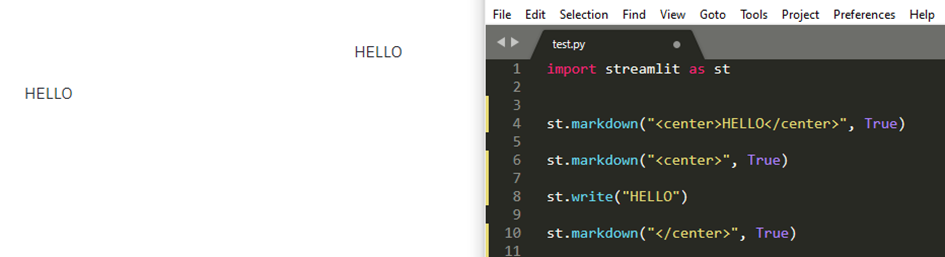 HELLO
HELLO
File Edit Selection Find View Goto Tools Project Preferences Help
test.py
1 import streamlit as st
2
3
4 st.markdown("<center>HELLO</center>", True)
5
6 st.markdown("<center>", True)
7
8 st.write("HELLO")
9
10 st.markdown("</center>", True)
11